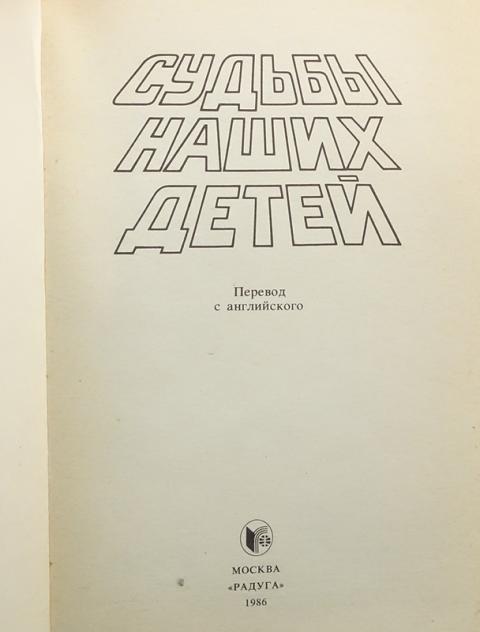 СУДЬБЫ
НАШИХ
ДЕТЕЙ
Перевод
с английского
МОСКВА
«РАДУГА»
1986